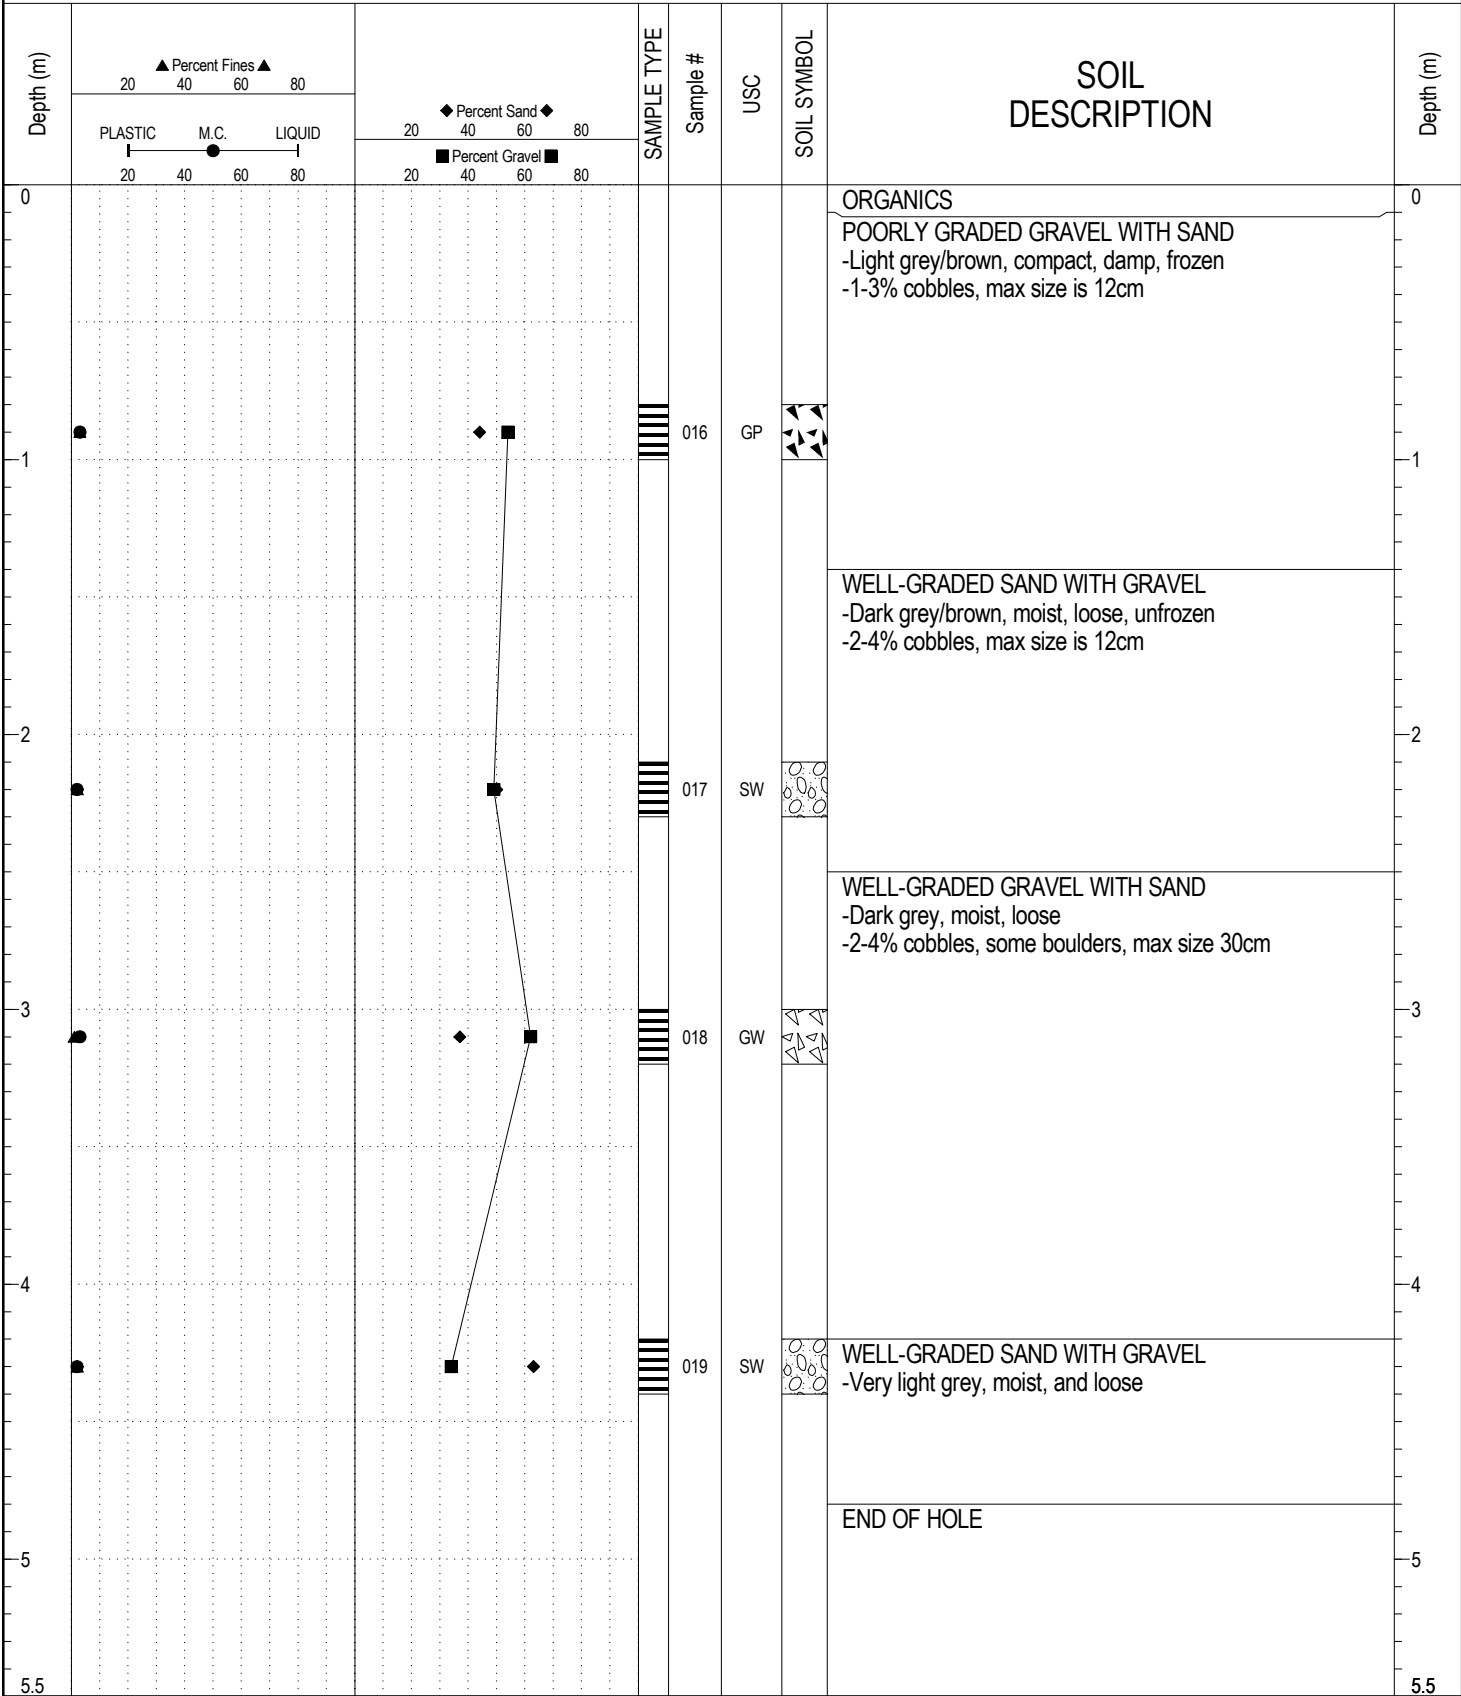 Depth (m)
▲ Percent Fines ▲
20 40 60 80
PLASTIC M.C. LIQUID
20 40 60 80
◆ Percent Sand ◆
20 40 60 80
■ Percent Gravel ■
20 40 60 80
SAMPLE TYPE
Sample #
USC
SOIL SYMBOL
SOIL
DESCRIPTION
Depth (m)
0 ORGANICS 0
POORLY GRADED GRAVEL WITH SAND
-Light grey/brown, compact, damp, frozen
-1-3% cobbles, max size is 12cm
016 GP
1 1
WELL-GRADED SAND WITH GRAVEL
-Dark grey/brown, moist, loose, unfrozen
-2-4% cobbles, max size is 12cm
2 2
017 SW
WELL-GRADED GRAVEL WITH SAND
-Dark grey, moist, loose
-2-4% cobbles, some boulders, max size 30cm
3 3
018 GW
4 4
WELL-GRADED SAND WITH GRAVEL
019 SW
-Very light grey, moist, and loose
END OF HOLE
5 5
5.5 5.5